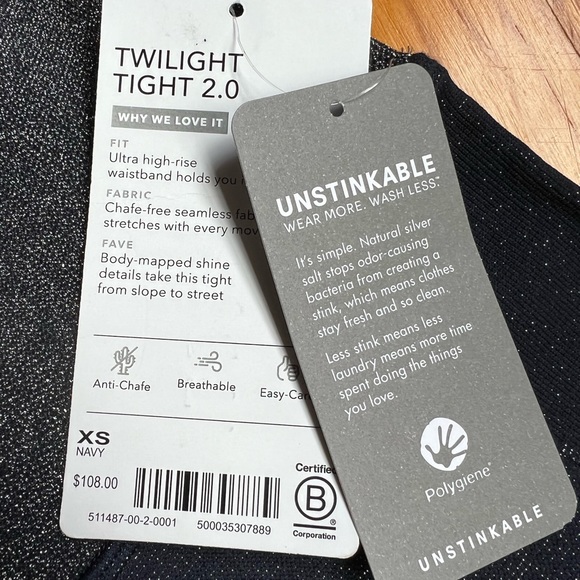 TWILIGHT
TIGHT 2.0
WHY WE LOVE IT
FIT
Ultra high-rise
waistband holds you
FABRIC
Chafe-free seamless
stretches with every
FAVE
Body-mapped shine
details take this tight
from slope to street
Anti-Chafe
Breathable
XS
NAVY
$108.00
511487-00-2-0001
500035307889
Certified
B
®
Corporation
UNSTINKABLE
WEAR MORE. WASH LESS.™
It's simple. Natural silver
salt stops odor-causing
bacteria from creating a
stink, which means clothes
stay fresh and so clean.
Less stink means less
laundry means more time
spent doing the things
you love.
Polygiene®
UNSTINKABLE